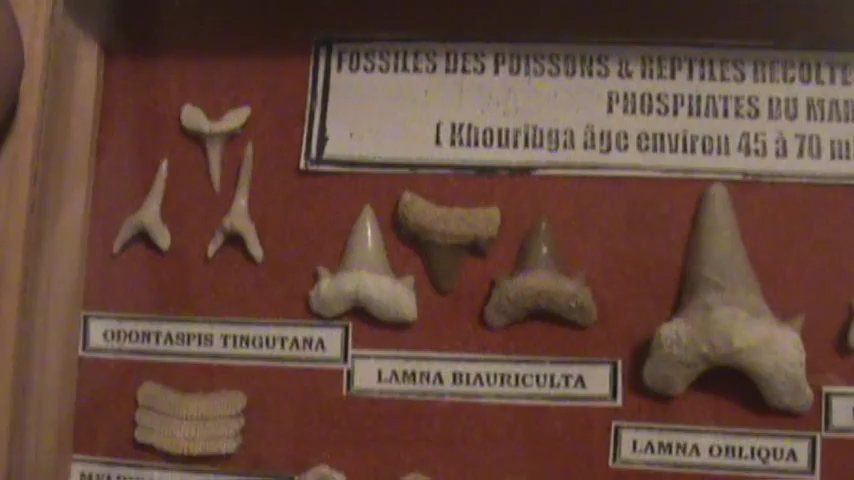 FOSSILES DES POISSONS & REPTILES RECOLTE
PHOSPHATES DU MAR
( Khouribga âge environ 45 à 70 m
ODONTASPIS TINGUTANA
LAMNA BIAURICULTA
LAMNA OBLIQUA